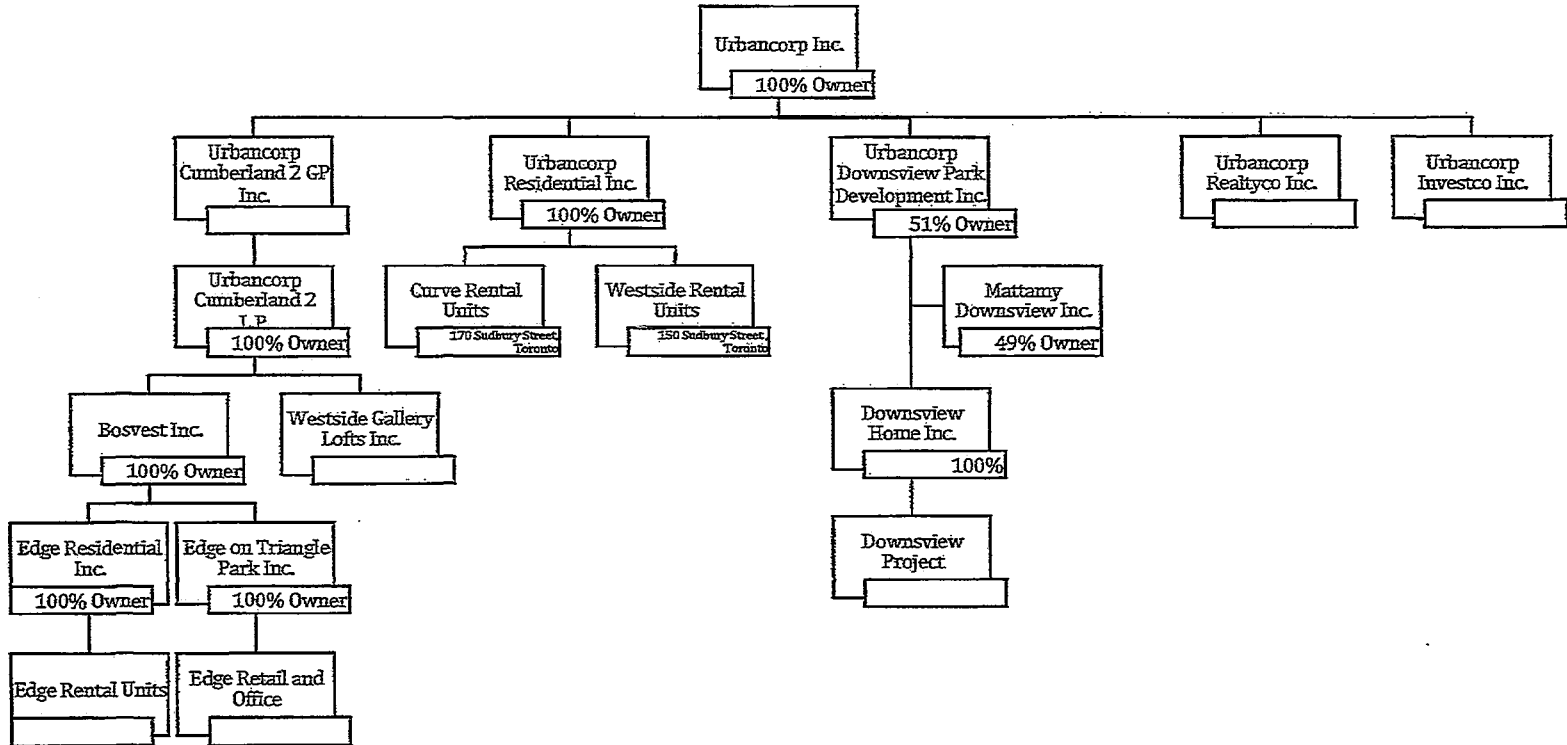 Urbancorp Inc.
100% Owner
Urbancorp
Cumberland 2 GP
Inc.
Urbancorp
Residential Inc.
100% Owner
Urbancorp
Downsview Park
Development Inc.
51% Owner
Urbancorp
Realtyco Inc.
Urbancorp
Investco Inc.
Urbancorp
Cumberland 2
LP
100% Owner
Curve Rental
Units
170 Sudbury Street,
Toronto
Westside Rental
Units
150 Sudbury Street,
Toronto
Mattamy
Downsview Inc.
49% Owner
Bosvest Inc.
100% Owner
Westside Gallery
Lofts Inc.
Downsview
Home Inc.
100%
Edge Residential
Inc.
100% Owner
Edge on Triangle
Park Inc.
100% Owner
Downsview
Project
Edge Rental Units
Edge Retail and
Office